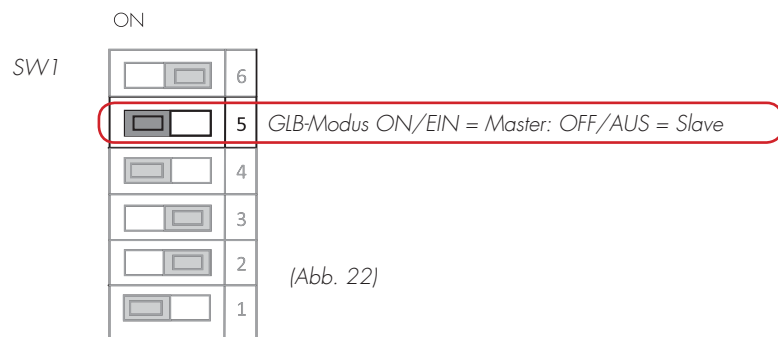 ON
SW1
6
5 GLB-Modus ON/EIN = Master: OFF/AUS = Slave
4
3
2
(Abb. 22)
1